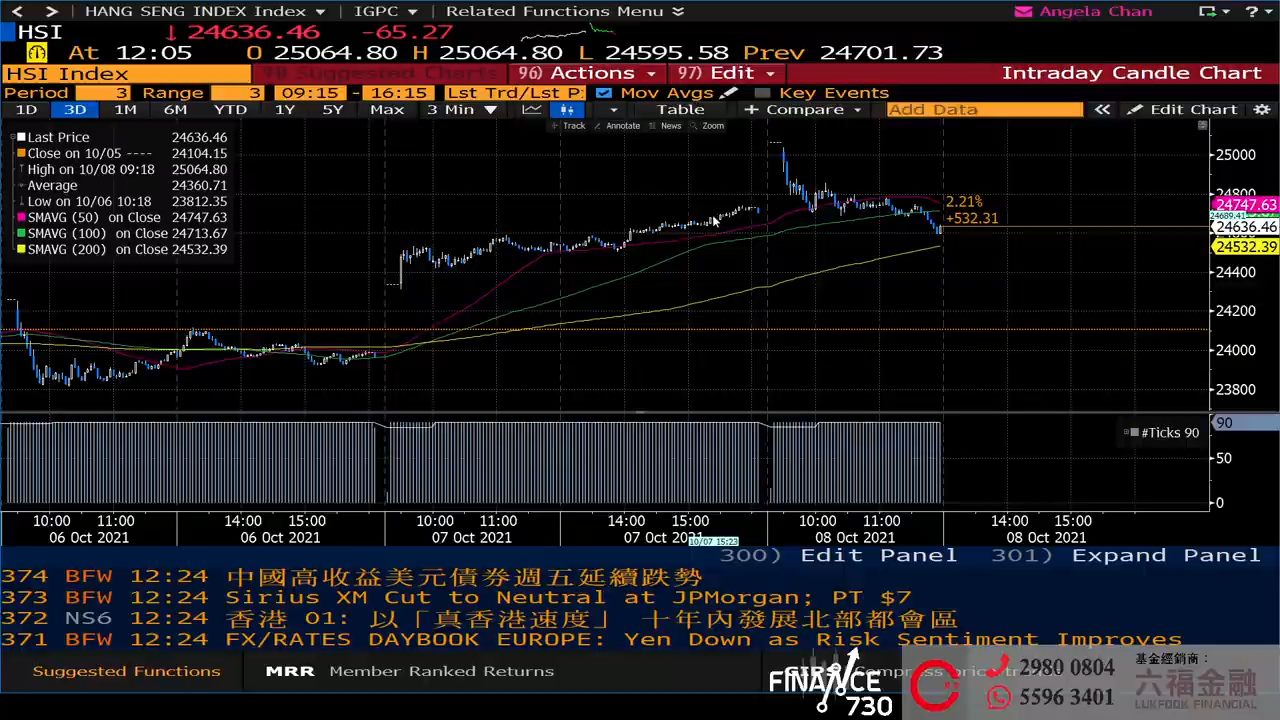 < > HANG SENG INDEX Index IGPC Related Functions Menu Angela Chan ?
HSI ↓ 24636.46 -65.27
At 12:05 O 25064.80 H 25064.80 L 24595.58 Prev 24701.73
HSI Index 96) Actions 97) Edit Intraday Candle Chart
Period 3 Range 3 09:15 - 16:15 Lst Trd/Lst P Mov Avgs Key Events
1D 3D 1M 6M YTD 1Y 5Y Max 3 Min Table + Compare Add Data « Edit Chart
Track Annotate News Zoom
Last Price 24636.46
Close on 10/05 ---- 24104.15
High on 10/08 09:18 25064.80
Average 24360.71
Low on 10/06 10:18 23812.35
SMAVG (50) on Close 24747.63
SMAVG (100) on Close 24713.67
SMAVG (200) on Close 24532.39
2.21%
+532.31
25000
24800
24747.63
24689.41
24636.46
24532.39
24400
24200
24000
23800
#Ticks 90
90
50
0
10:00 11:00 14:00 15:00 10:00 11:00 14:00 15:00 10:00 11:00 14:00 15:00
06 Oct 2021 06 Oct 2021 07 Oct 2021 07 Oct 2021 08 Oct 2021 08 Oct 2021
10/07 15:23
300) Edit Panel 301) Expand Panel
374 BFW 12:24 中國高收益美元債券週五延續跌勢
373 BFW 12:24 Sirius XM Cut to Neutral at JPMorgan; PT $7
372 NS6 12:24 香港 01: 以「真香港速度」 十年內發展北部都會區
371 BFW 12:24 FX/RATES DAYBOOK EUROPE: Yen Down as Risk Sentiment Improves
Suggested Functions MRR Member Ranked Returns
FINANCE
730
2980 0804
5596 3401
基金經銷商：
六福金融
LUKFOOK FINANCIAL